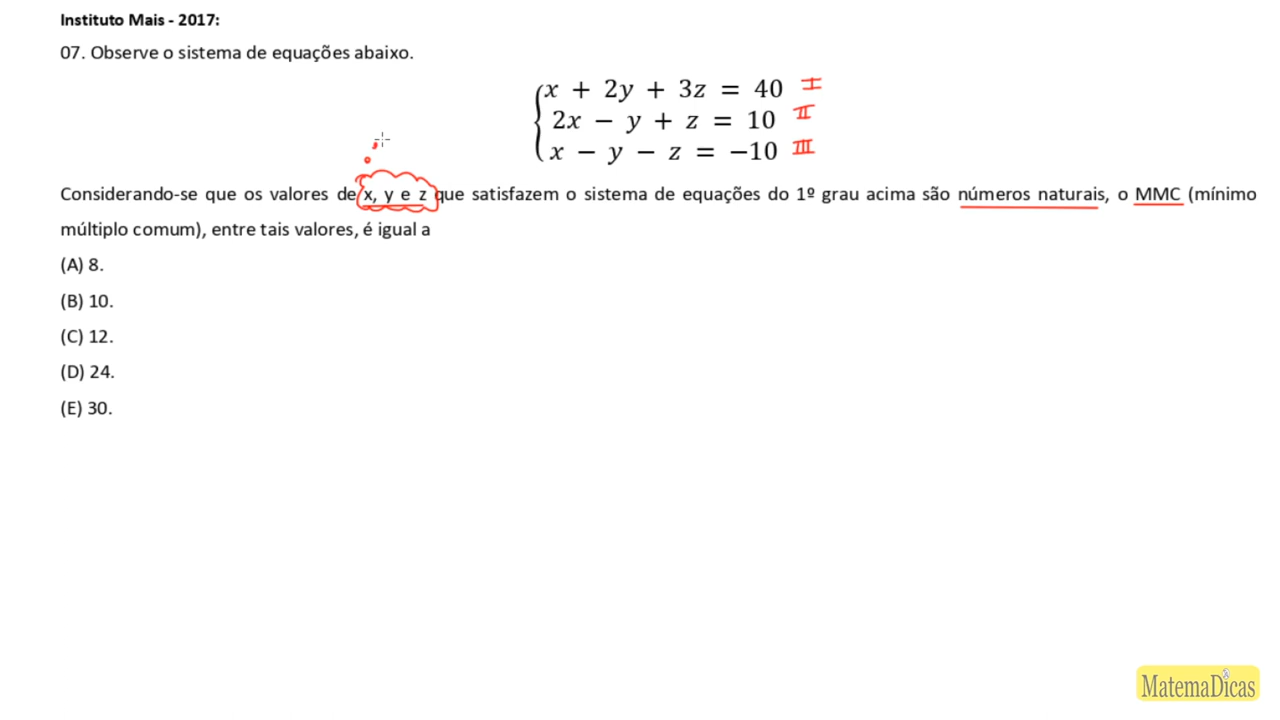 Instituto Mais - 2017:
07. Observe o sistema de equações abaixo.
x + 2y + 3z = 40 I
2x − y + z = 10 II
x − y − z = −10 III
Considerando-se que os valores de x, y e z que satisfazem o sistema de equações do 1º grau acima são números naturais, o MMC (mínimo
múltiplo comum), entre tais valores, é igual a
(A) 8.
(B) 10.
(C) 12.
(D) 24.
(E) 30.
MatemaDicas